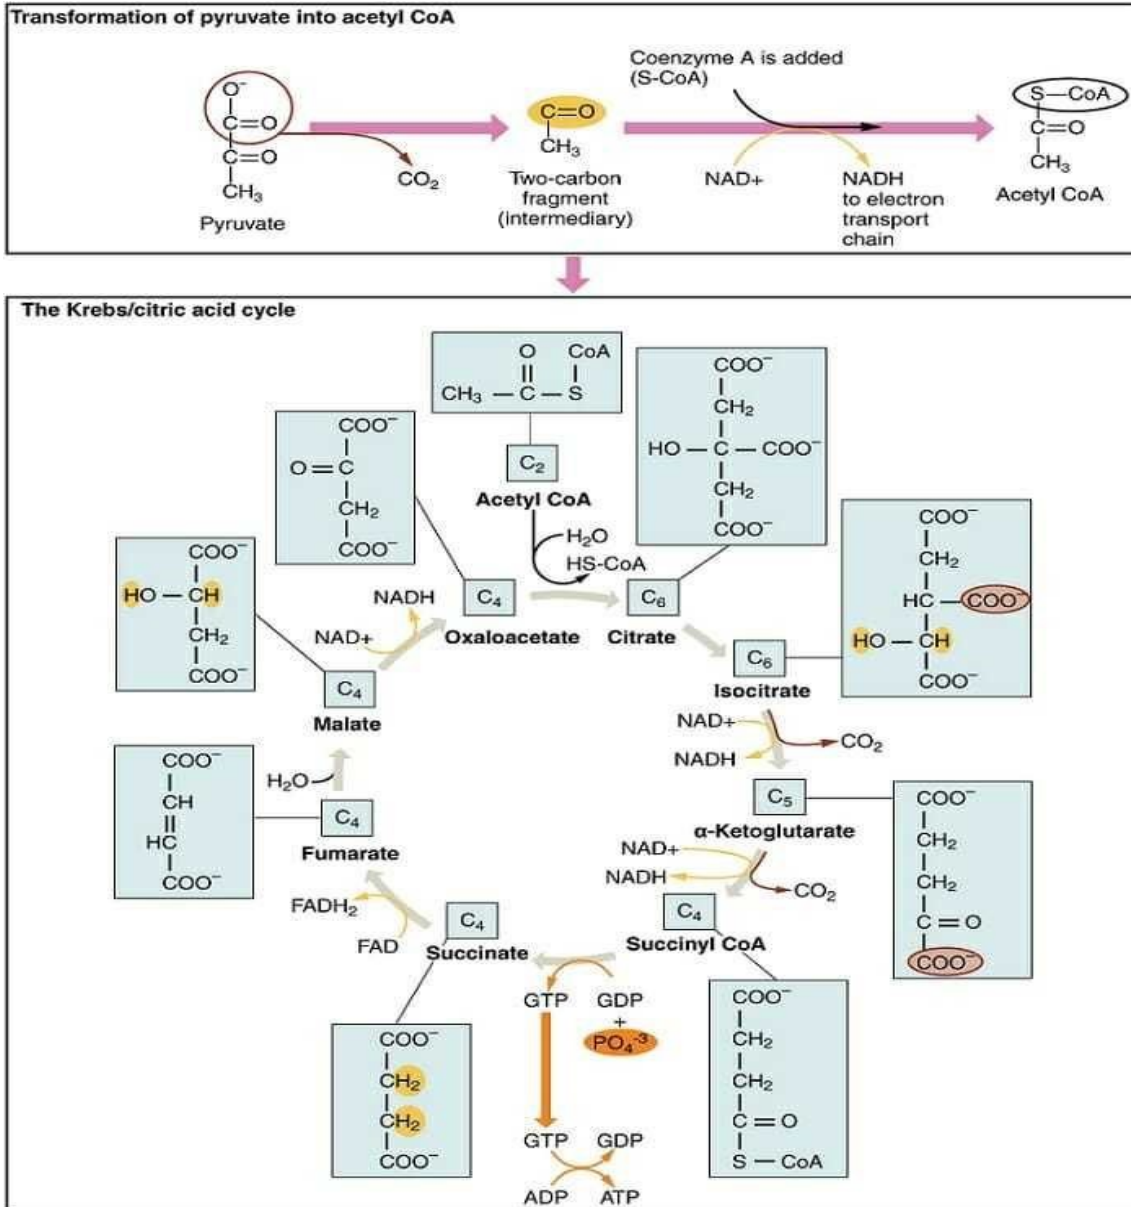 Transformation of pyruvate into acetyl CoA
O⁻
C=O
C=O
CH₃
Pyruvate
CO₂
C=O
CH₃
Two-carbon
fragment
(intermediary)
Coenzyme A is added
(S-CoA)
NAD+
NADH
to electron
transport
chain
S—CoA
C=O
CH₃
Acetyl CoA
The Krebs/citric acid cycle
O
CoA
CH₃ — C — S
C₂
Acetyl CoA
H₂O
HS-CoA
COO⁻
O=C
CH₂
COO⁻
C₄
Oxaloacetate
COO⁻
CH₂
HO — C — COO⁻
CH₂
COO⁻
C₆
Citrate
COO⁻
CH₂
HC — COO⁻
HO — CH
COO⁻
C₆
Isocitrate
NAD+
NADH
CO₂
COO⁻
CH₂
CH₂
C=O
COO⁻
C₅
α-Ketoglutarate
NAD+
NADH
CO₂
C₄
Succinyl CoA
COO⁻
CH₂
CH₂
C=O
S — CoA
GTP
GDP
+
PO₄⁻³
GTP
GDP
ADP
ATP
C₄
Succinate
COO⁻
CH₂
CH₂
COO⁻
FADH₂
FAD
C₄
Fumarate
COO⁻
CH
HC
COO⁻
H₂O
C₄
Malate
COO⁻
HO — CH
CH₂
COO⁻
NAD+
NADH